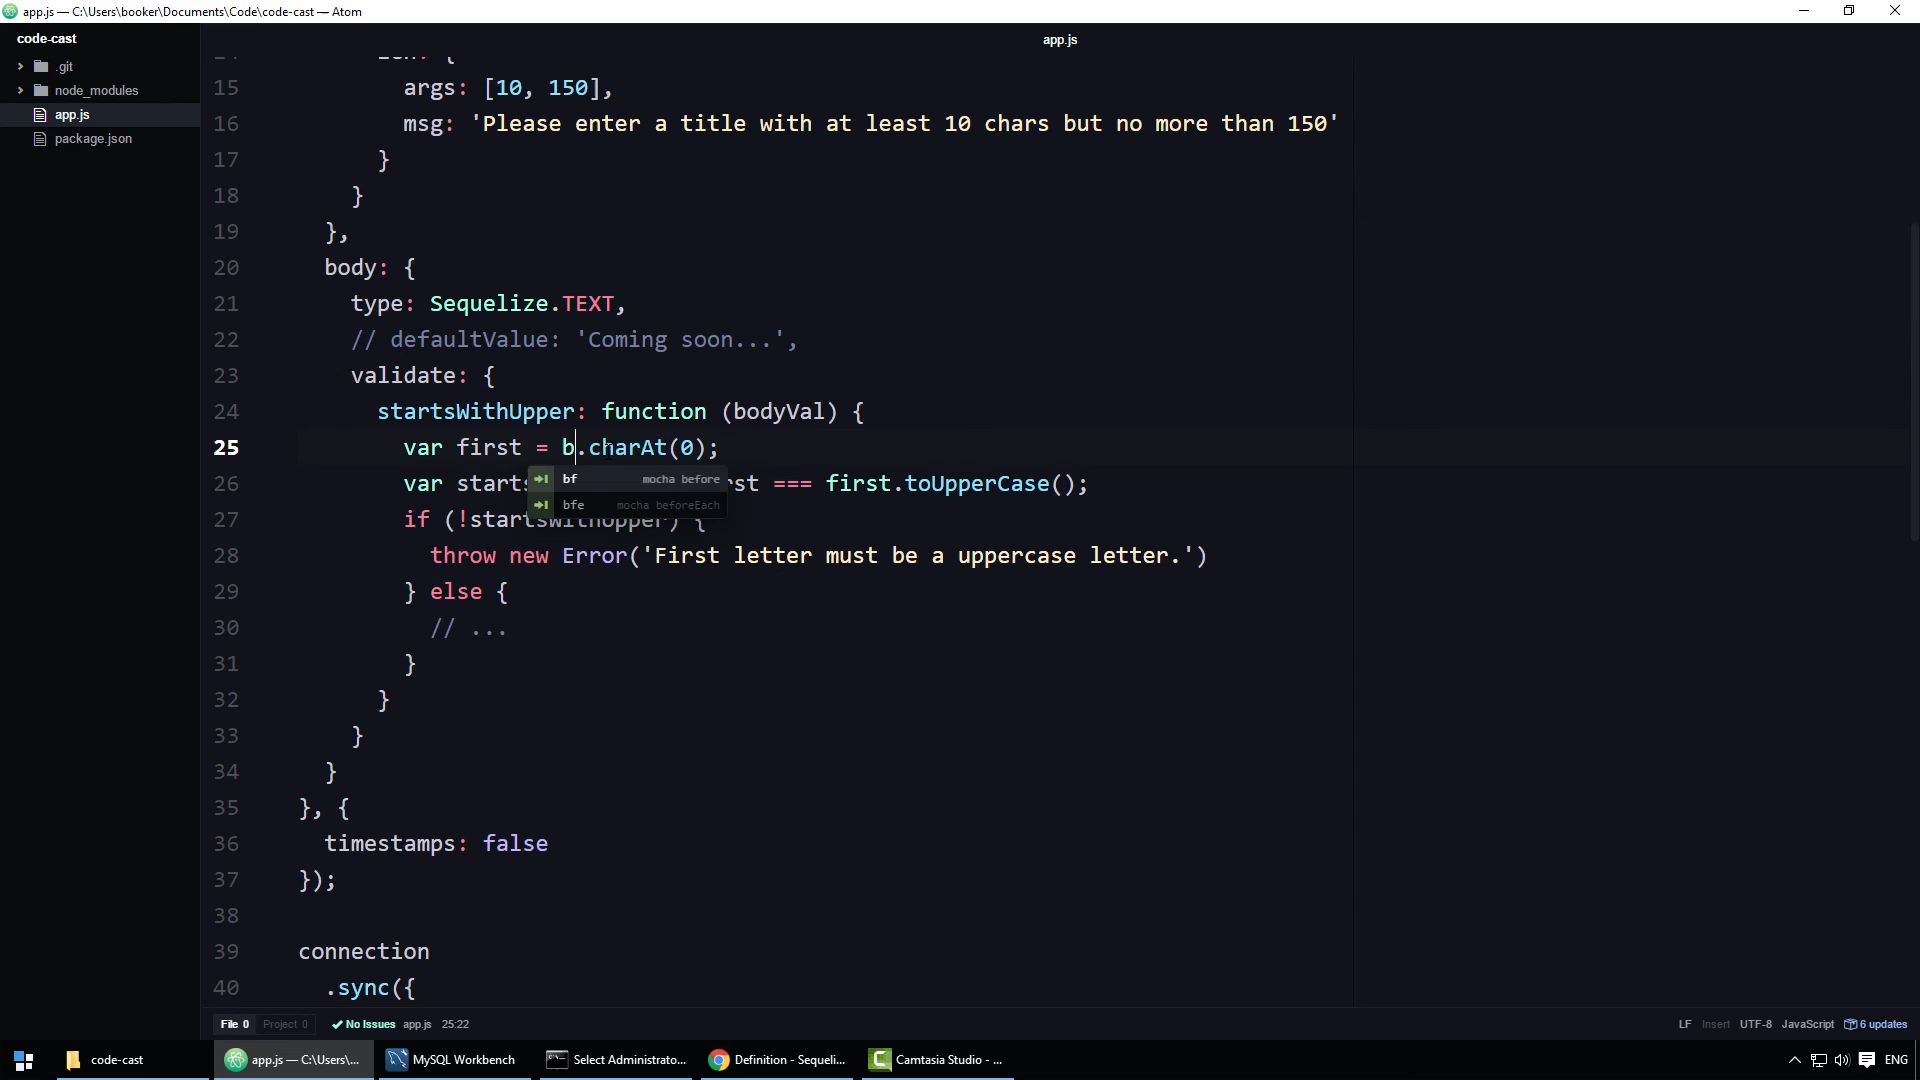 app.js — C:\Users\booker\Documents\Code\code-cast — Atom
code-cast
.git
node_modules
app.js
package.json
app.js
15 args: [10, 150],
16 msg: 'Please enter a title with at least 10 chars but no more than 150'
17 }
18 }
19 },
20 body: {
21 type: Sequelize.TEXT,
22 // defaultValue: 'Coming soon...',
23 validate: {
24 startsWithUpper: function (bodyVal) {
25 var first = b.charAt(0);
bf mocha before
bfe mocha beforeEach
26 var starts rst === first.toUpperCase();
27 if (!startsWithUpper) {
28 throw new Error('First letter must be a uppercase letter.')
29 } else {
30 // ...
31 }
32 }
33 }
34 }
35 }, {
36 timestamps: false
37 });
38
39 connection
40 .sync({
File 0 Project 0 No Issues app.js 25:22 LF Insert UTF-8 JavaScript 6 updates
code-cast app.js — C:\Users\... MySQL Workbench Select Administrato... Definition - Sequeli... Camtasia Studio - ... ENG